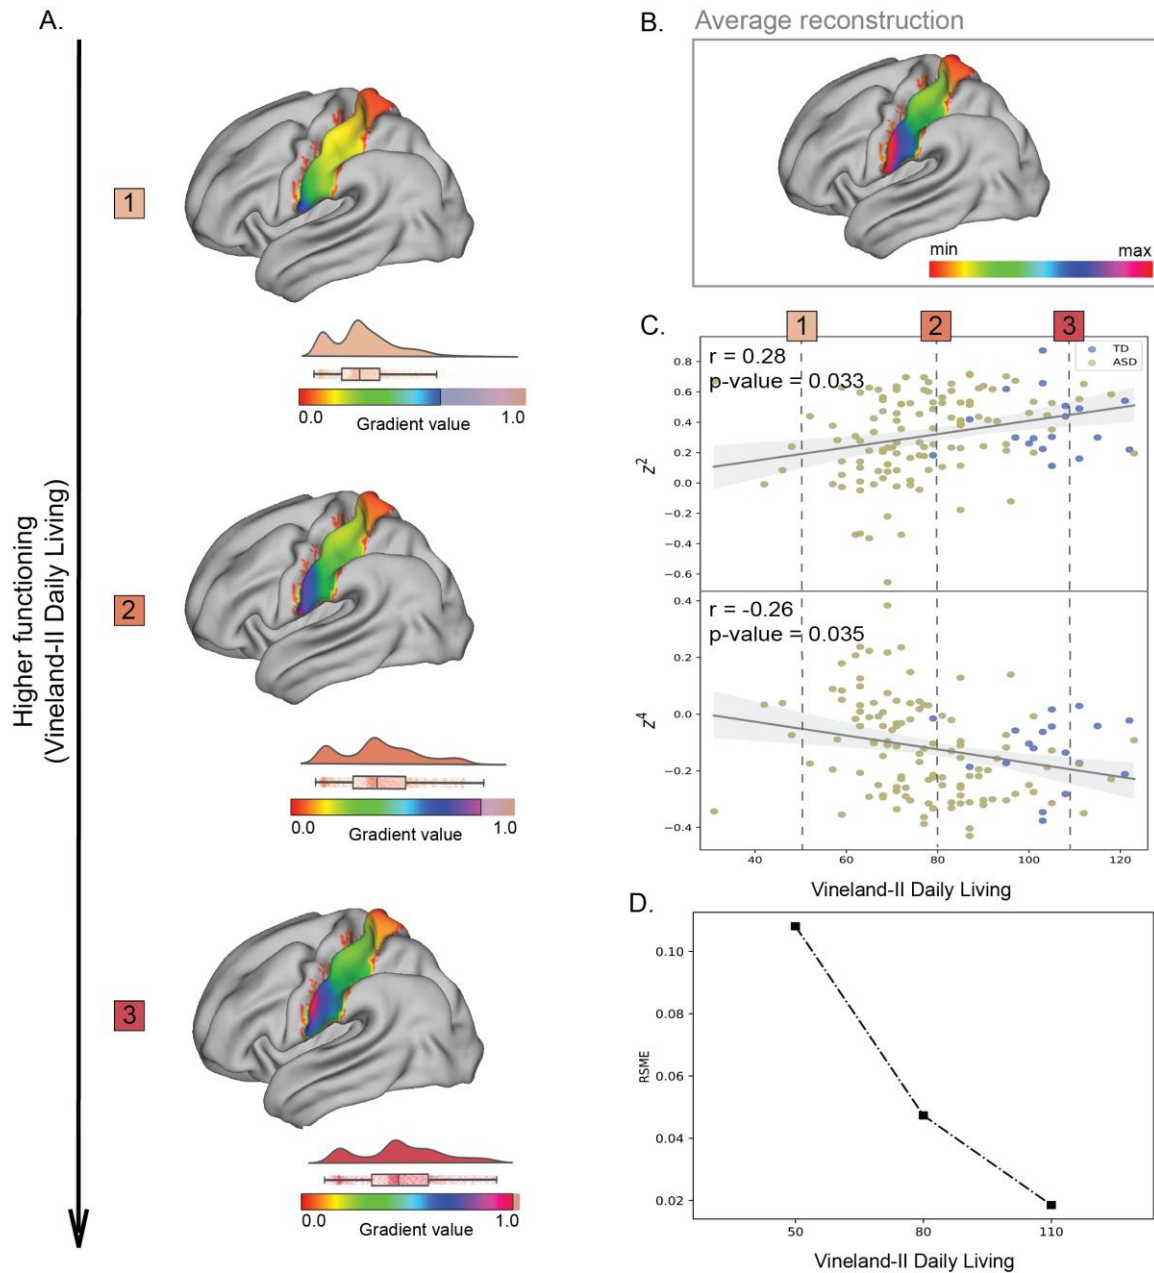 A.
Higher functioning
(Vineland-II Daily Living)
1
0.0 1.0
Gradient value
2
0.0 1.0
Gradient value
3
0.0 1.0
Gradient value
B. Average reconstruction
min max
C.
1 2 3
r = 0.28
p-value = 0.033
TD
ASD
0.8
0.6
0.4
0.2
0.0
−0.2
−0.4
−0.6
z²
r = -0.26
p-value = 0.035
0.4
0.2
0.0
−0.2
−0.4
z⁴
40 60 80 100 120
Vineland-II Daily Living
D.
0.10
0.08
0.06
0.04
0.02
RSME
50 80 110
Vineland-II Daily Living